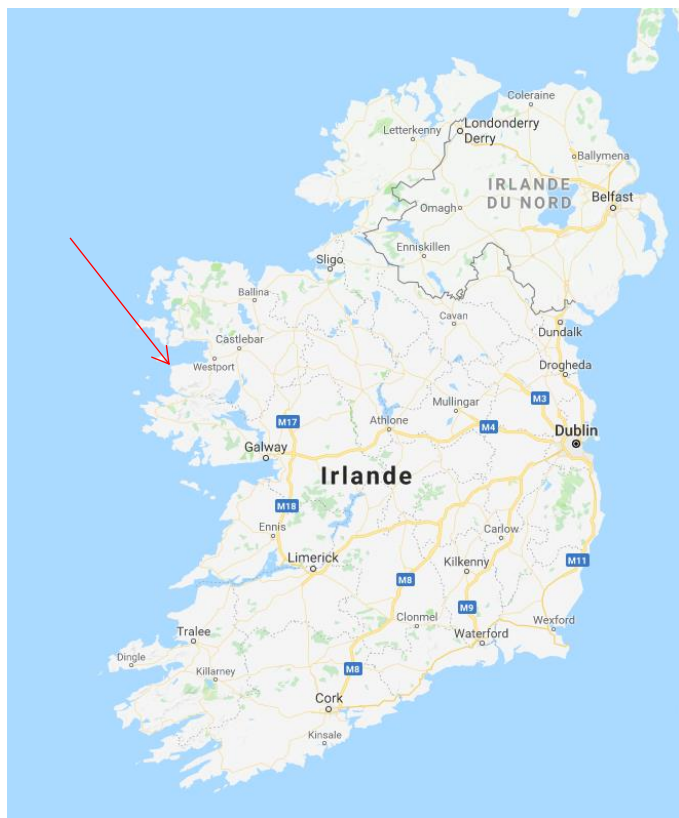 Coleraine
Londonderry
Derry
Letterkenny
Ballymena
IRLANDE
DU NORD
Belfast
Omagh
Enniskillen
Sligo
Ballina
Cavan
Dundalk
Castlebar
Westport
Drogheda
M3
Mullingar
M17
Athlone
M4
Dublin
Galway
Irlande
M18
Ennis
Carlow
Limerick
M11
Kilkenny
M8
M9
Clonmel
Wexford
Tralee
Waterford
Dingle
Killarney
M8
Cork
Kinsale